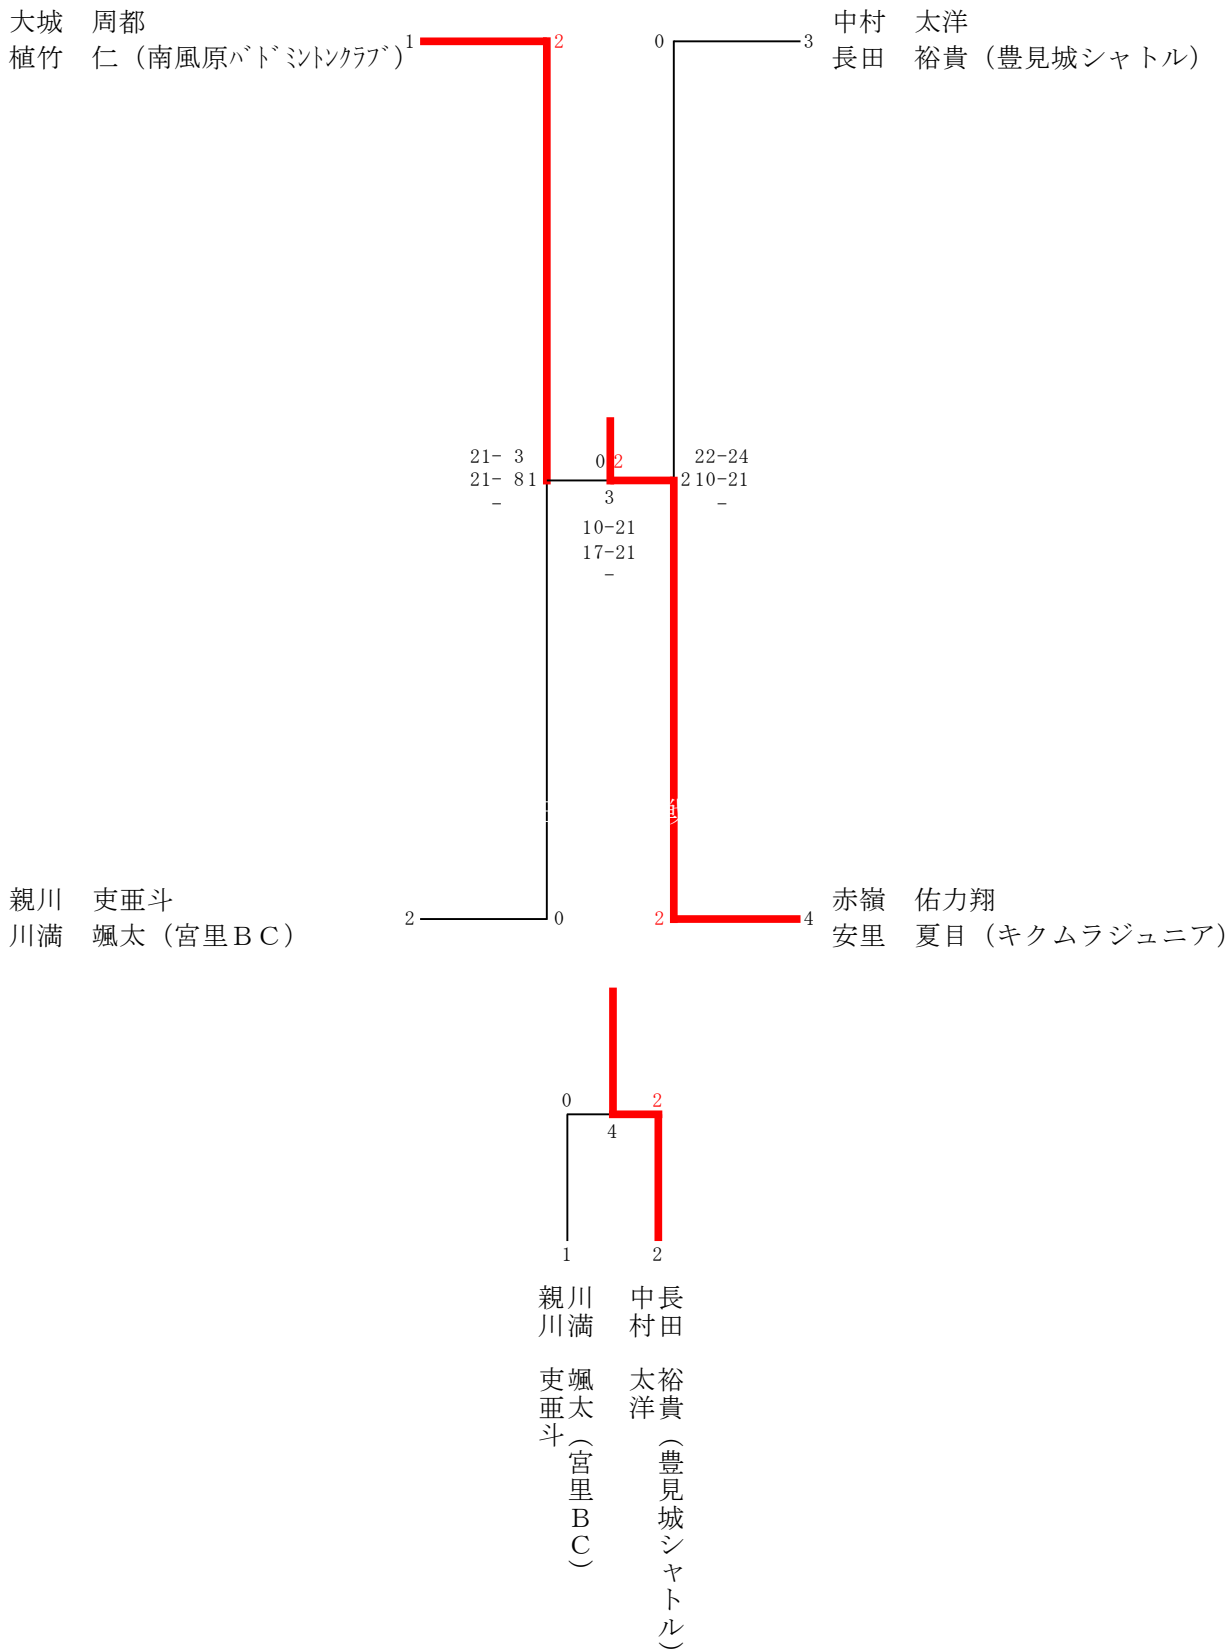 大城　周都
植竹　仁（南風原ﾊﾞﾄﾞﾐﾝﾄﾝｸﾗﾌﾞ）
1
2
0
3
中村　太洋
長田　裕貴（豊見城シャトル）
21- 3
21- 8
-
1
0
2
3
10-21
17-21
-
2
22-24
10-21
-
親川　吏亜斗
川満　颯太（宮里ＢＣ）
2
0
2
4
赤嶺　佑力翔
安里　夏目（キクムラジュニア）
0
2
4
1
2
親川　吏亜斗
川満　颯太（宮里ＢＣ）
中村　太洋
長田　裕貴（豊見城シャトル）